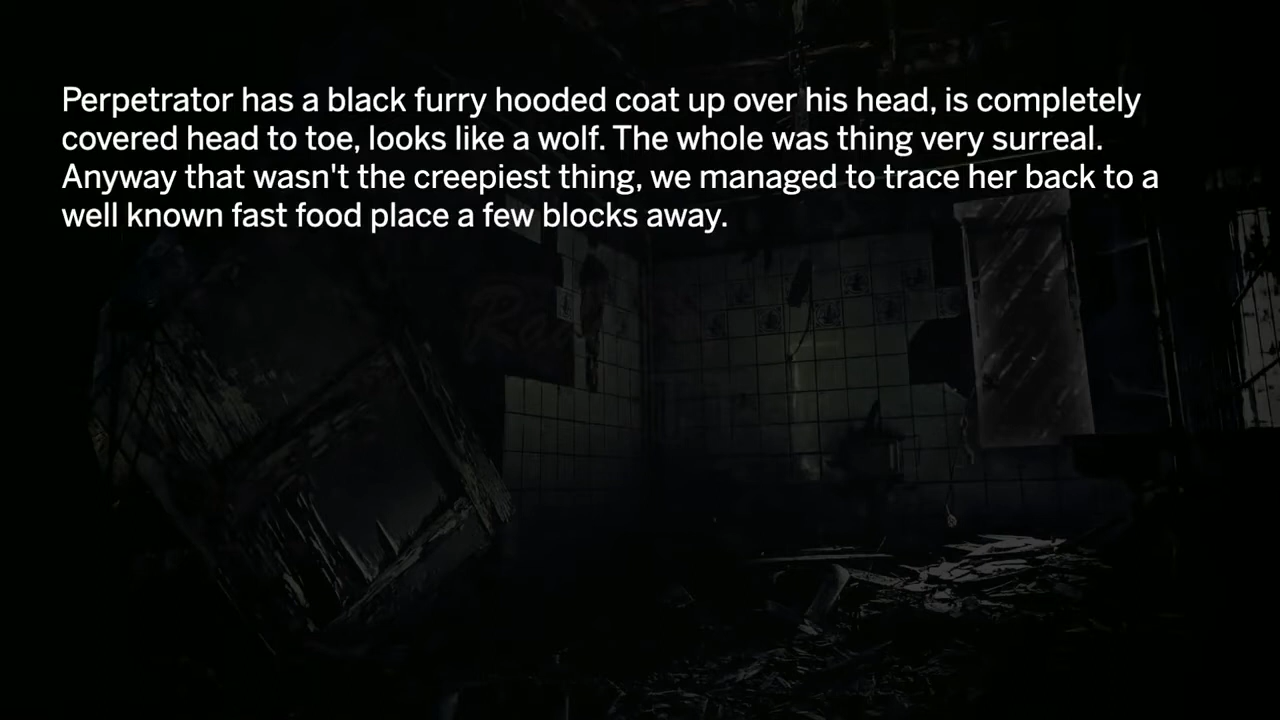 Perpetrator has a black furry hooded coat up over his head, is completely
covered head to toe, looks like a wolf. The whole was thing very surreal.
Anyway that wasn't the creepiest thing, we managed to trace her back to a
well known fast food place a few blocks away.